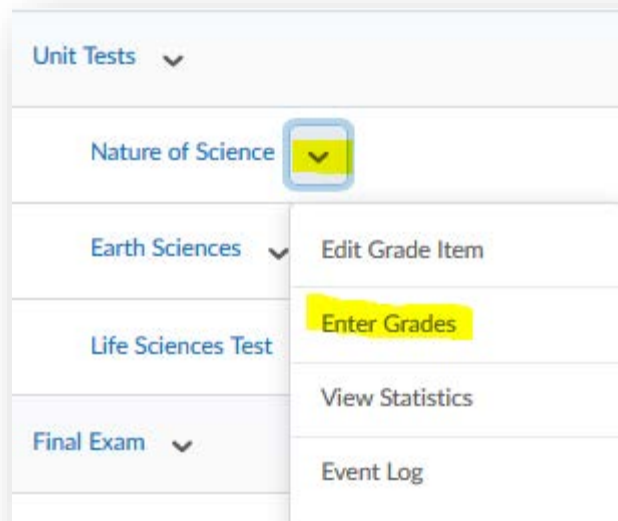 Unit Tests
Nature of Science
Earth Sciences
Edit Grade Item
Enter Grades
Life Sciences Test
View Statistics
Final Exam
Event Log